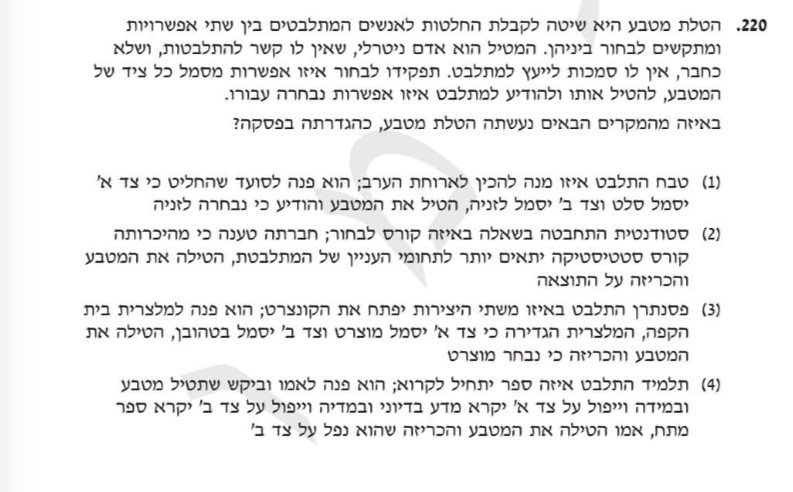 220. הטלת מטבע היא שיטה לקבלת החלטות לאנשים המתלבטים בין שתי אפשרויות
ומתקשים לבחור ביניהן. המטיל הוא אדם ניטרלי, שאין לו קשר להתלבטות, ושלא
כחבר, אין לו סמכות לייעץ למתלבט. תפקידו לבחור איזו אפשרות מסמל כל ציד של
המטבע, להטיל אותו ולהודיע למתלבט איזו אפשרות נבחרה עבורו.
באיזה מהמקרים הבאים נעשתה הטלת מטבע, כהגדרתה בפסקה?
(1) טבח התלבט איזו מנה להכין לארוחת הערב; הוא פנה לסועד שהחליט כי צד א'
יסמל סלט וצד ב' יסמל לזניה, הטיל את המטבע והודיע כי נבחרה לזניה
(2) סטודנטית התחבטה בשאלה באיזה קורס לבחור; חברתה טענה כי מהיכרותה
קורס סטטיסטיקה יתאים יותר לתחומי העניין של המתלבטת, הטילה את המטבע
והכריזה על התוצאה
(3) פסנתרן התלבט באיזו משתי היצירות יפתח את הקונצרט; הוא פנה למלצרית בית
הקפה, המלצרית הגדירה כי צד א' יסמל מוצרט וצד ב' יסמל בטהובן, הטילה את
המטבע והכריזה כי נבחר מוצרט
(4) תלמיד התלבט איזה ספר יתחיל לקרוא; הוא פנה לאמו וביקש שתטיל מטבע
ובמידה וייפול על צד א' יקרא מדע בדיוני ובמדיה וייפול על צד ב' יקרא ספר
מתח, אמו הטילה את המטבע והכריזה שהוא נפל על צד ב'